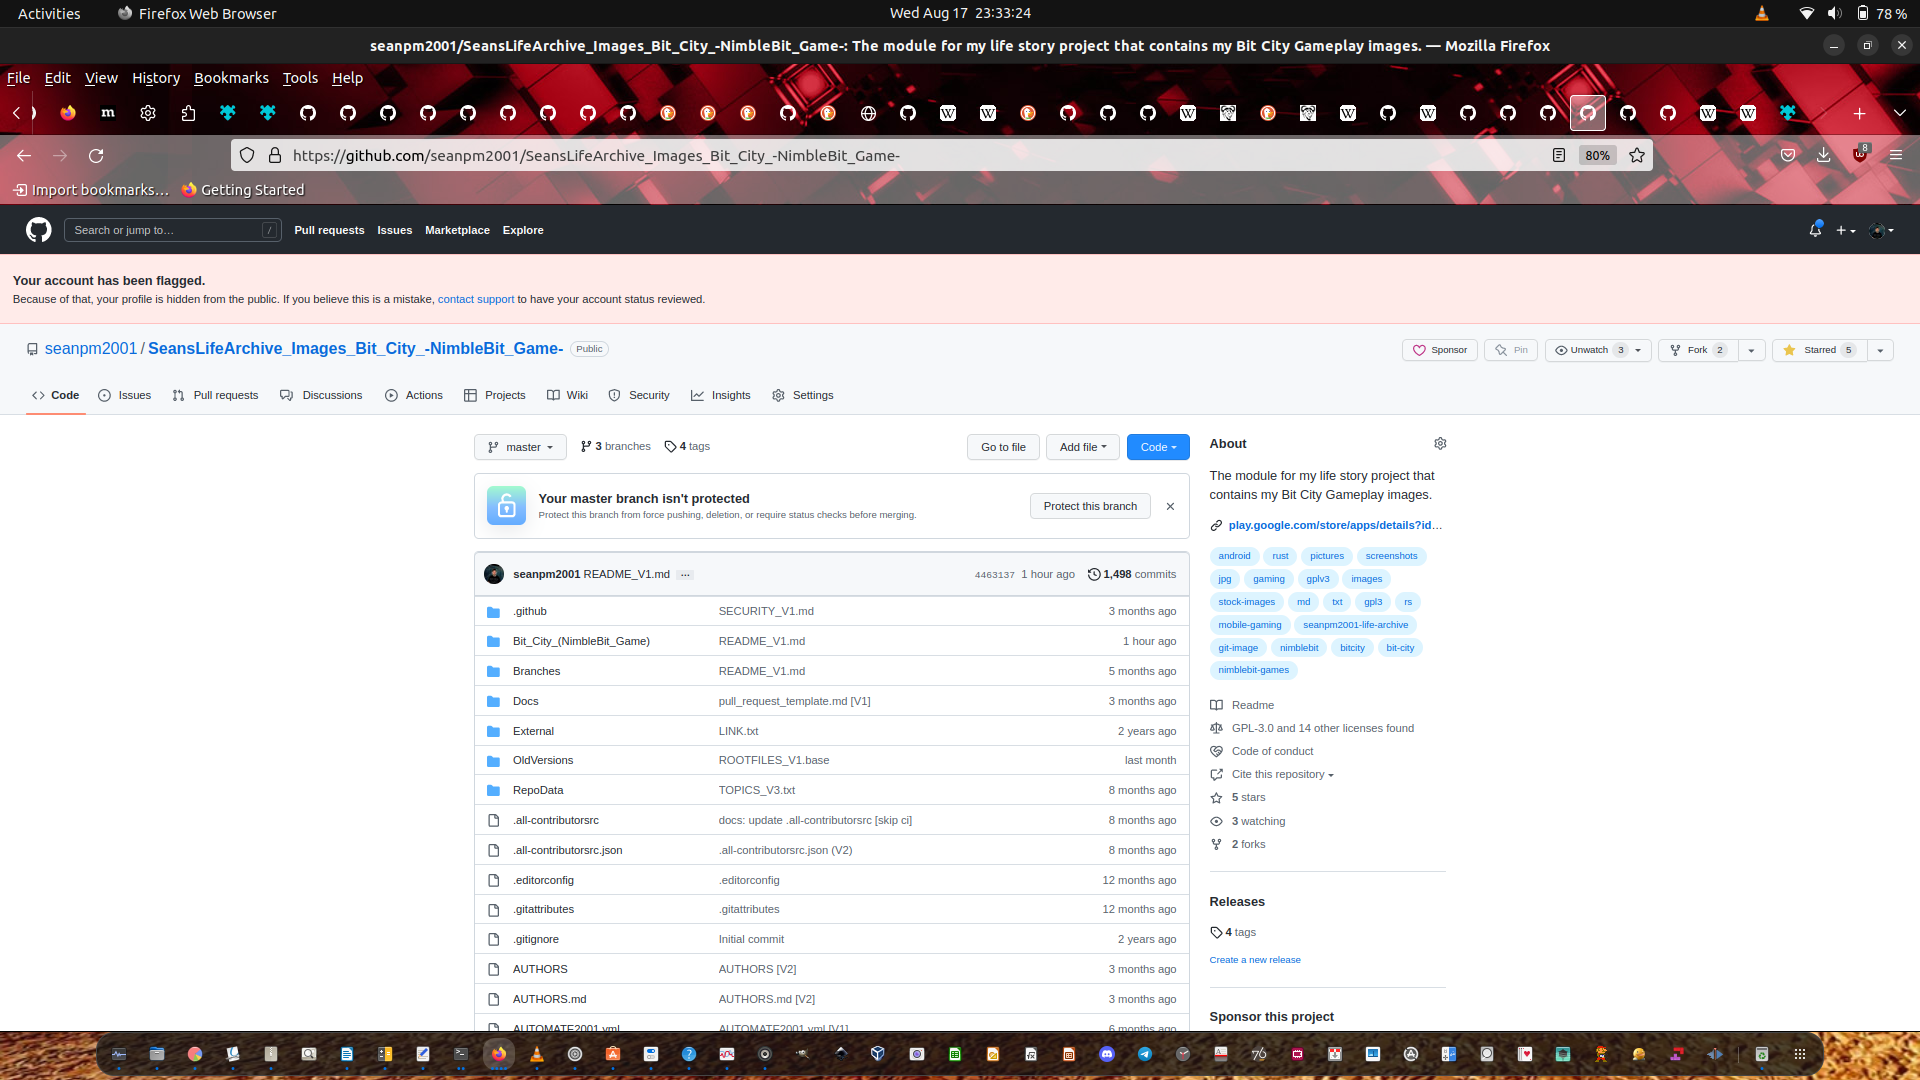 Activities
Firefox Web Browser
Wed Aug 17 23:33:24
78 %
seanpm2001/SeansLifeArchive_Images_Bit_City_-NimbleBit_Game-: The module for my life story project that contains my Bit City Gameplay images. — Mozilla Firefox
File Edit View History Bookmarks Tools Help
https://github.com/seanpm2001/SeansLifeArchive_Images_Bit_City_-NimbleBit_Game-
80%
8
Import bookmarks…
Getting Started
Search or jump to…
/
Pull requests
Issues
Marketplace
Explore
Your account has been flagged.
Because of that, your profile is hidden from the public. If you believe this is a mistake, contact support to have your account status reviewed.
seanpm2001 / SeansLifeArchive_Images_Bit_City_-NimbleBit_Game-
Public
Sponsor
Pin
Unwatch 3
Fork 2
Starred 5
Code
Issues
Pull requests
Discussions
Actions
Projects
Wiki
Security
Insights
Settings
master
3 branches
4 tags
Go to file
Add file
Code
Your master branch isn't protected
Protect this branch from force pushing, deletion, or require status checks before merging.
Protect this branch
seanpm2001 README_V1.md ...
4463137 1 hour ago
1,498 commits
.github SECURITY_V1.md 3 months ago
Bit_City_(NimbleBit_Game) README_V1.md 1 hour ago
Branches README_V1.md 5 months ago
Docs pull_request_template.md [V1] 3 months ago
External LINK.txt 2 years ago
OldVersions ROOTFILES_V1.base last month
RepoData TOPICS_V3.txt 8 months ago
.all-contributorsrc docs: update .all-contributorsrc [skip ci] 8 months ago
.all-contributorsrc.json .all-contributorsrc.json (V2) 8 months ago
.editorconfig .editorconfig 12 months ago
.gitattributes .gitattributes 12 months ago
.gitignore Initial commit 2 years ago
AUTHORS AUTHORS [V2] 3 months ago
AUTHORS.md AUTHORS.md [V2] 3 months ago
AUTOMATE2001.yml AUTOMATE2001.yml [V1] 6 months ago
About
The module for my life story project that
contains my Bit City Gameplay images.
play.google.com/store/apps/details?id…
android rust pictures screenshots
jpg gaming gplv3 images
stock-images md txt gpl3 rs
mobile-gaming seanpm2001-life-archive
git-image nimblebit bitcity bit-city
nimblebit-games
Readme
GPL-3.0 and 14 other licenses found
Code of conduct
Cite this repository
5 stars
3 watching
2 forks
Releases
4 tags
Create a new release
Sponsor this project